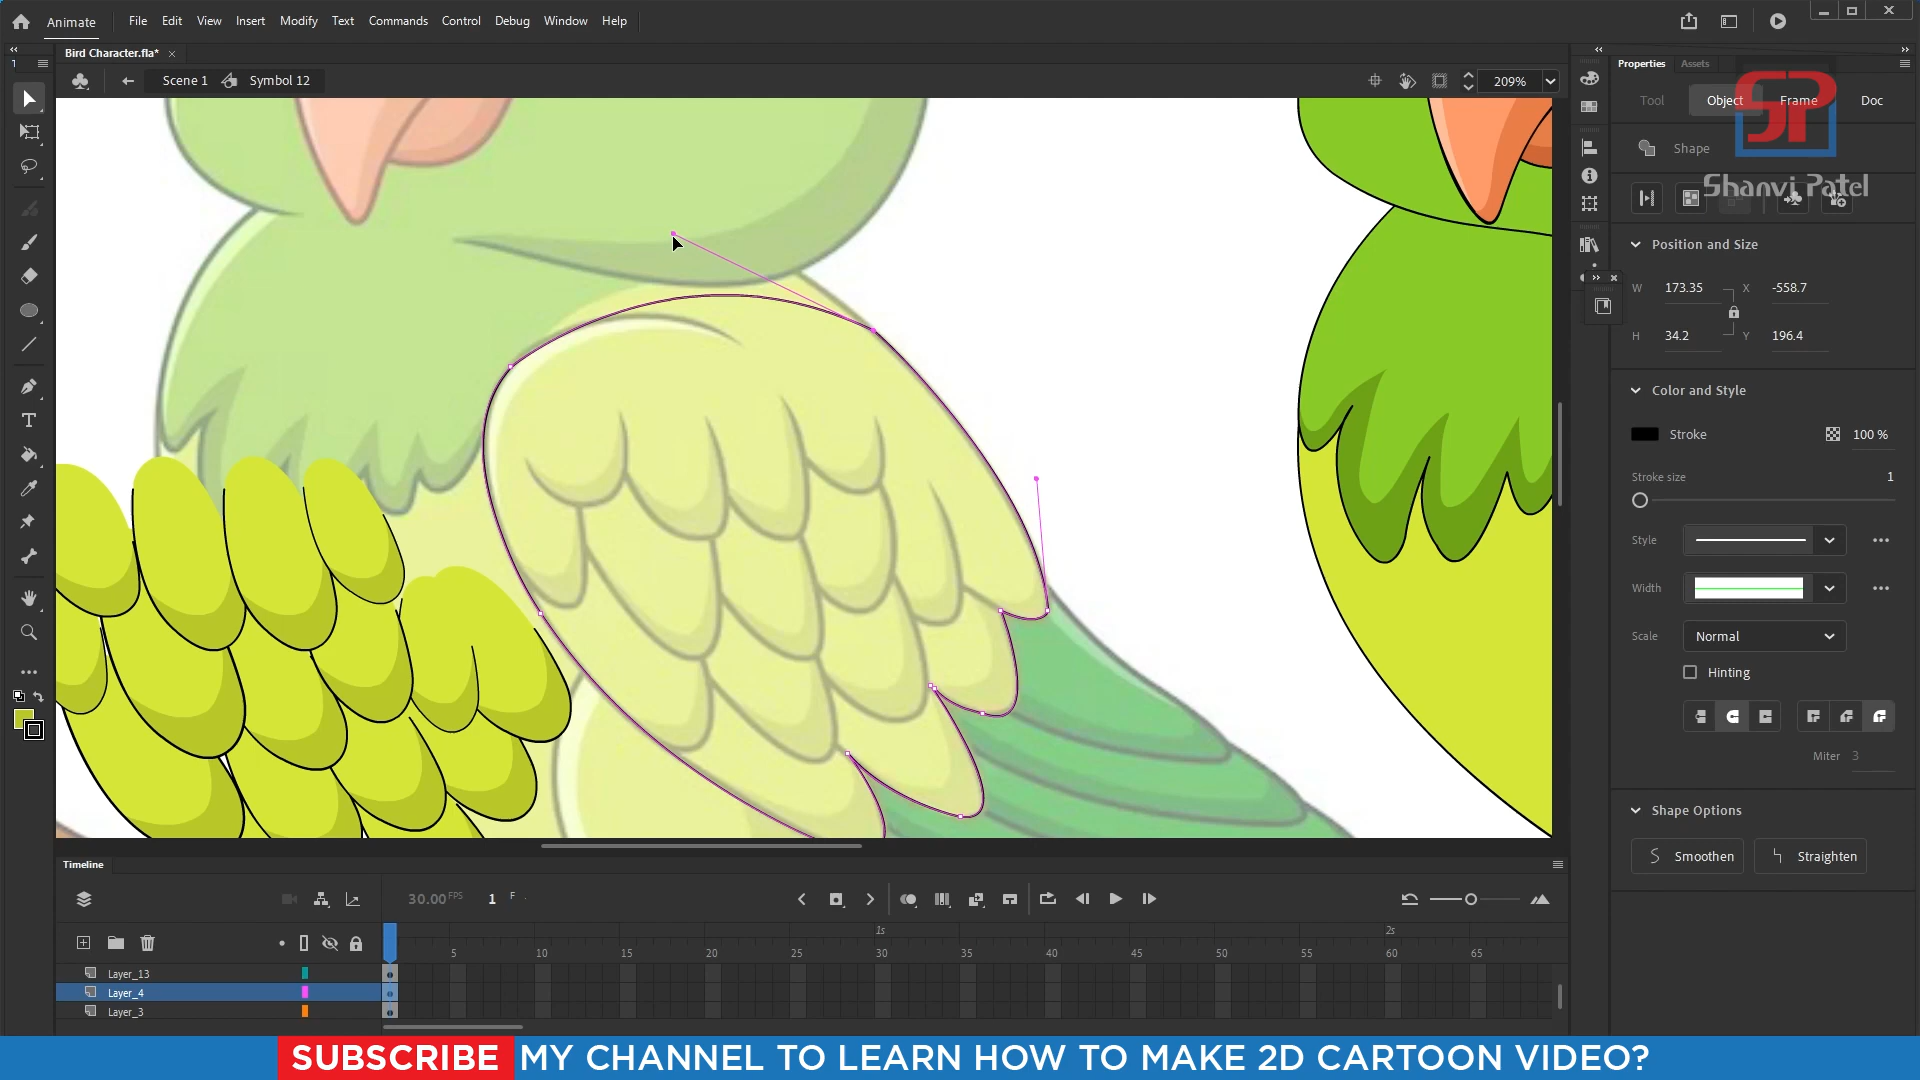 Animate
File Edit View Insert Modify Text Commands Control Debug Window Help
Bird Character.fla* ×
Scene 1 Symbol 12
209%
Properties Assets
Tool Object Frame Doc
SP
Shape
Shanvi Patel
Position and Size
W 173.35 X -558.7
H 34.2 Y 196.4
Color and Style
Stroke 100 %
Stroke size 1
Style
Width
Scale Normal
Hinting
Miter 3
Shape Options
Smoothen Straighten
Timeline
30.00 FPS 1 F
1s 2s
5 10 15 20 25 30 35 40 45 50 55 60 65
Layer_13
Layer_4
Layer_3
SUBSCRIBE MY CHANNEL TO LEARN HOW TO MAKE 2D CARTOON VIDEO?